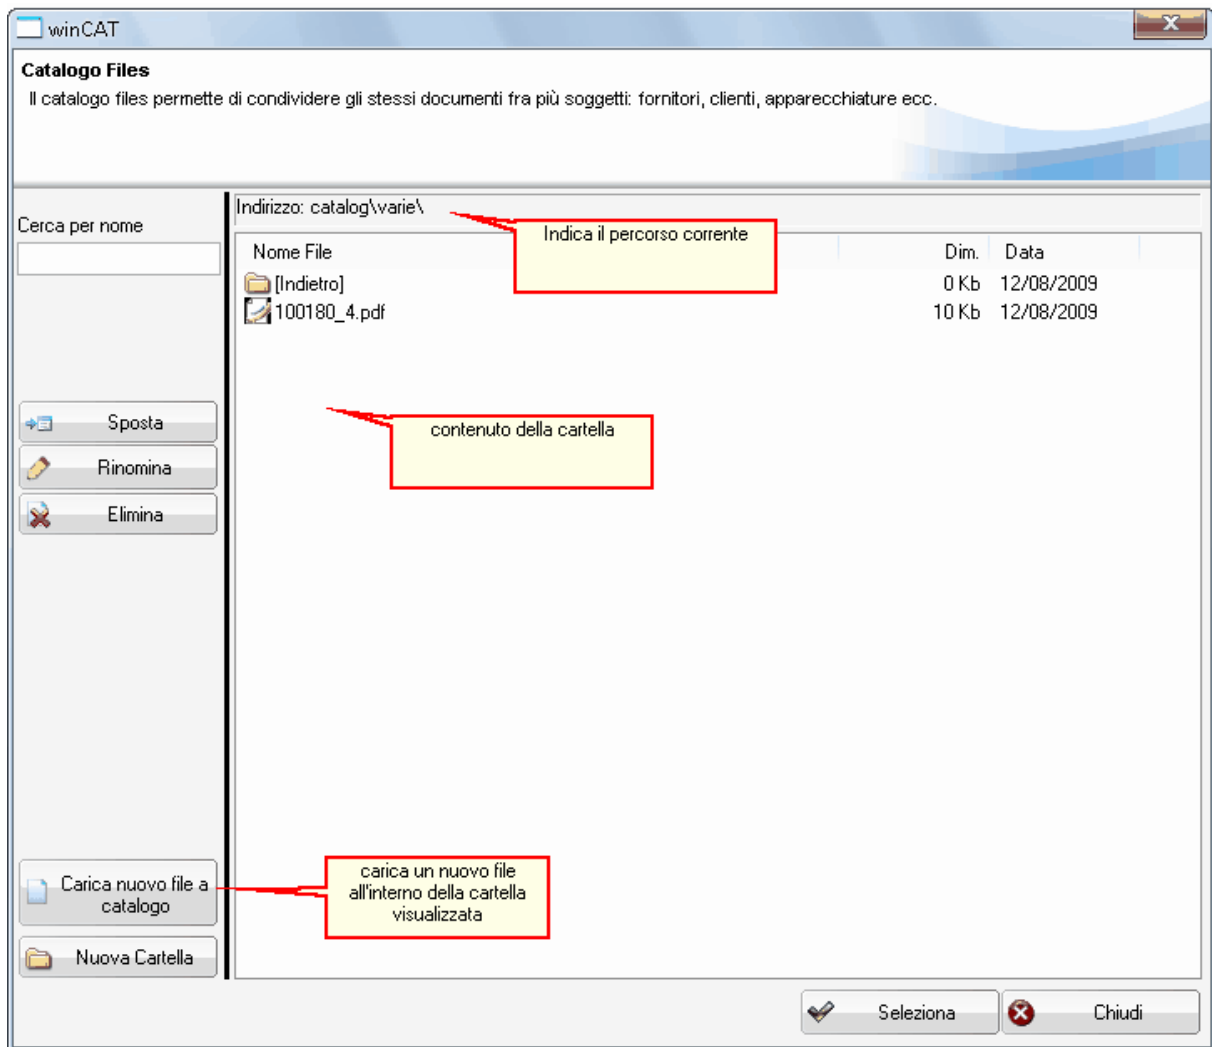 winCAT
Catalogo Files
Il catalogo files permette di condividere gli stessi documenti fra più soggetti: fornitori, clienti, apparecchiature ecc.
Cerca per nome
Indirizzo: catalog\varie\
Indica il percorso corrente
Nome File Dim. Data
[Indietro] 0 Kb 12/08/2009
100180_4.pdf 10 Kb 12/08/2009
Sposta
Rinomina
Elimina
contenuto della cartella
Carica nuovo file a
catalogo
carica un nuovo file
all'interno della cartella
visualizzata
Nuova Cartella
Seleziona
Chiudi